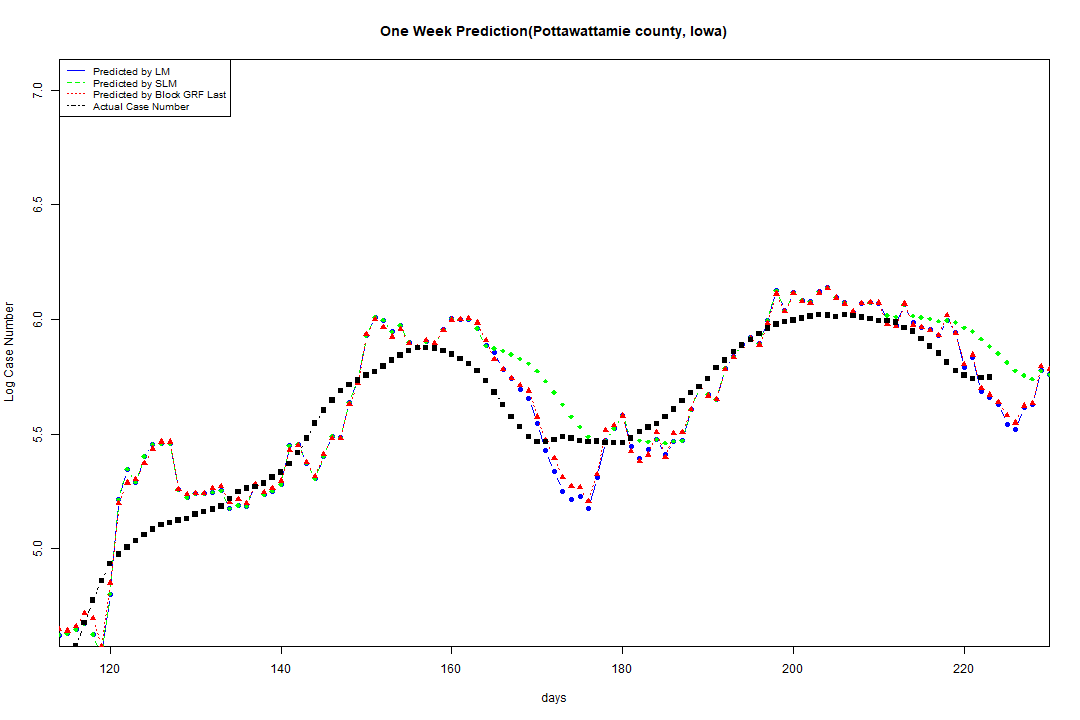 One Week Prediction(Pottawattamie county, Iowa)
Predicted by LM
Predicted by SLM
Predicted by Block GRF Last
Actual Case Number
7.0
6.5
6.0
5.5
5.0
Log Case Number
120 140 160 180 200 220
days